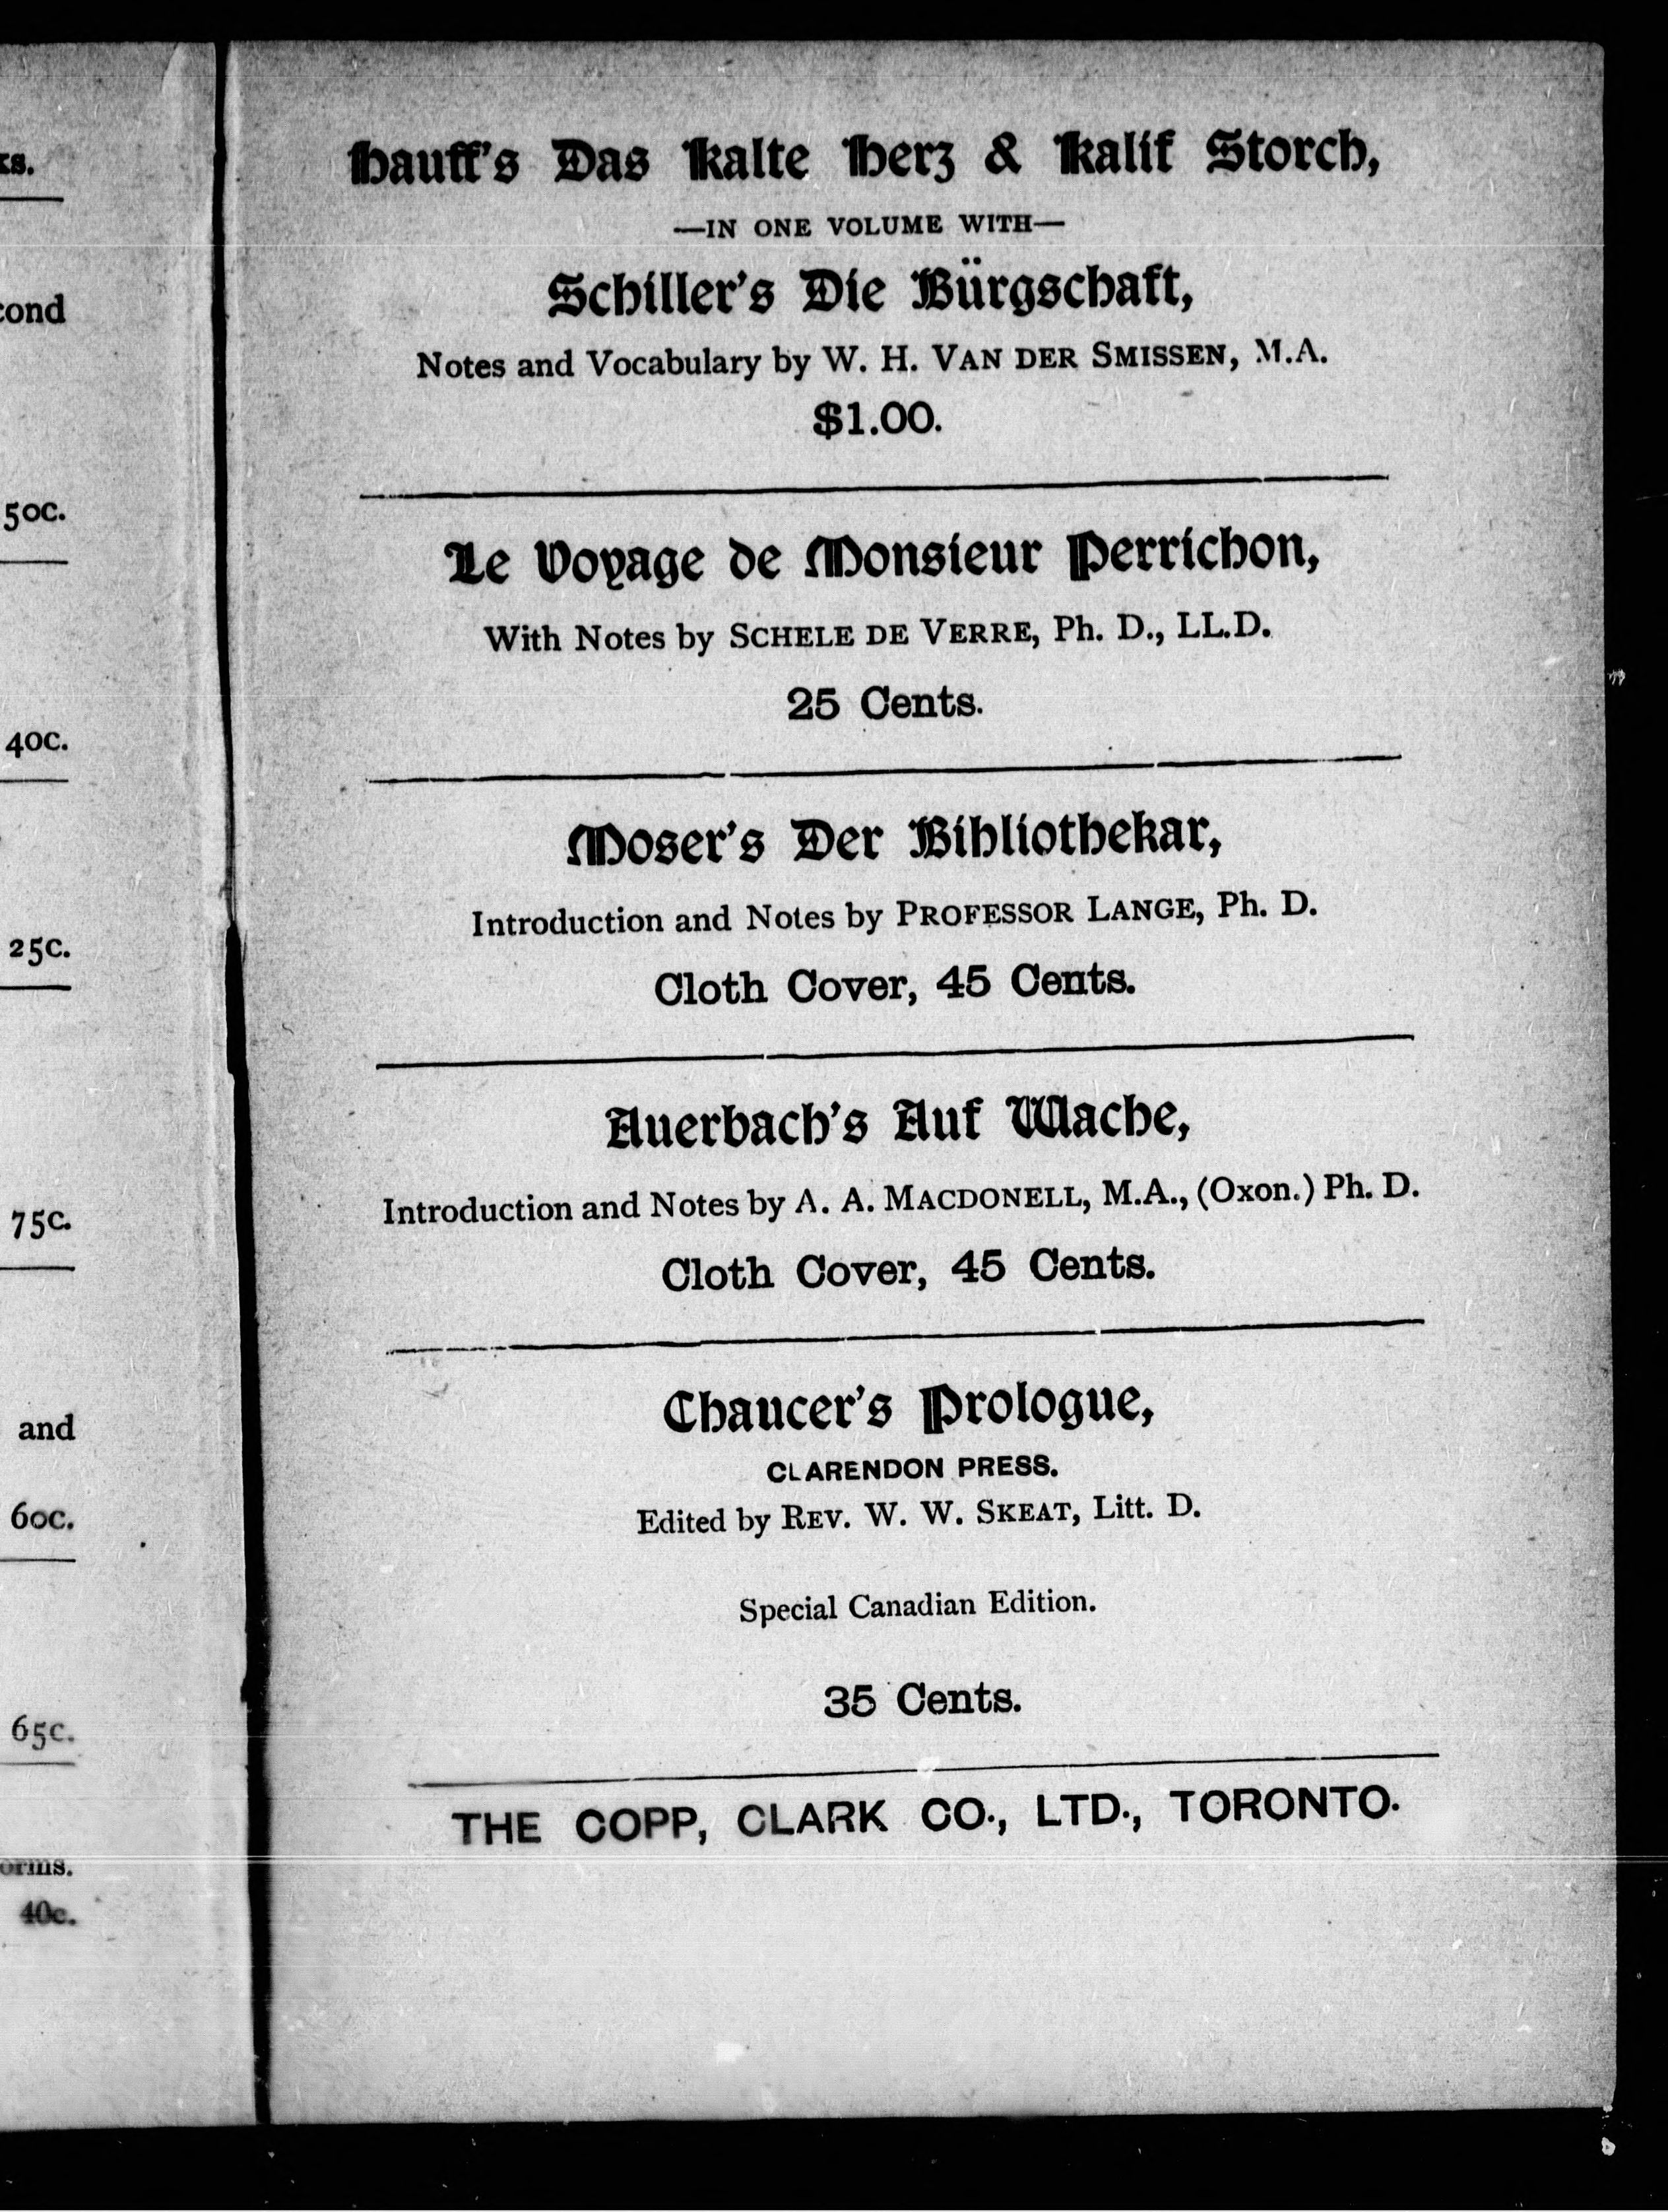 ks.
cond
50c.
40c.
25c.
75c.
and
60c.
65c.
orms.
40c.
Hauff's Das Kalte Herz & Kalif Storch,
—IN ONE VOLUME WITH—
Schiller's Die Bürgschaft,
Notes and Vocabulary by W. H. VAN DER SMISSEN, M.A.
$1.00.
Le Voyage de Monsieur Perrichon,
With Notes by SCHELE DE VERRE, Ph. D., LL.D.
25 Cents.
Moser's Der Bibliothekar,
Introduction and Notes by PROFESSOR LANGE, Ph. D.
Cloth Cover, 45 Cents.
Auerbach's Auf Wache,
Introduction and Notes by A. A. MACDONELL, M.A., (Oxon.) Ph. D.
Cloth Cover, 45 Cents.
Chaucer's Prologue,
CLARENDON PRESS.
Edited by REV. W. W. SKEAT, Litt. D.
Special Canadian Edition.
35 Cents.
THE COPP, CLARK CO., LTD., TORONTO.